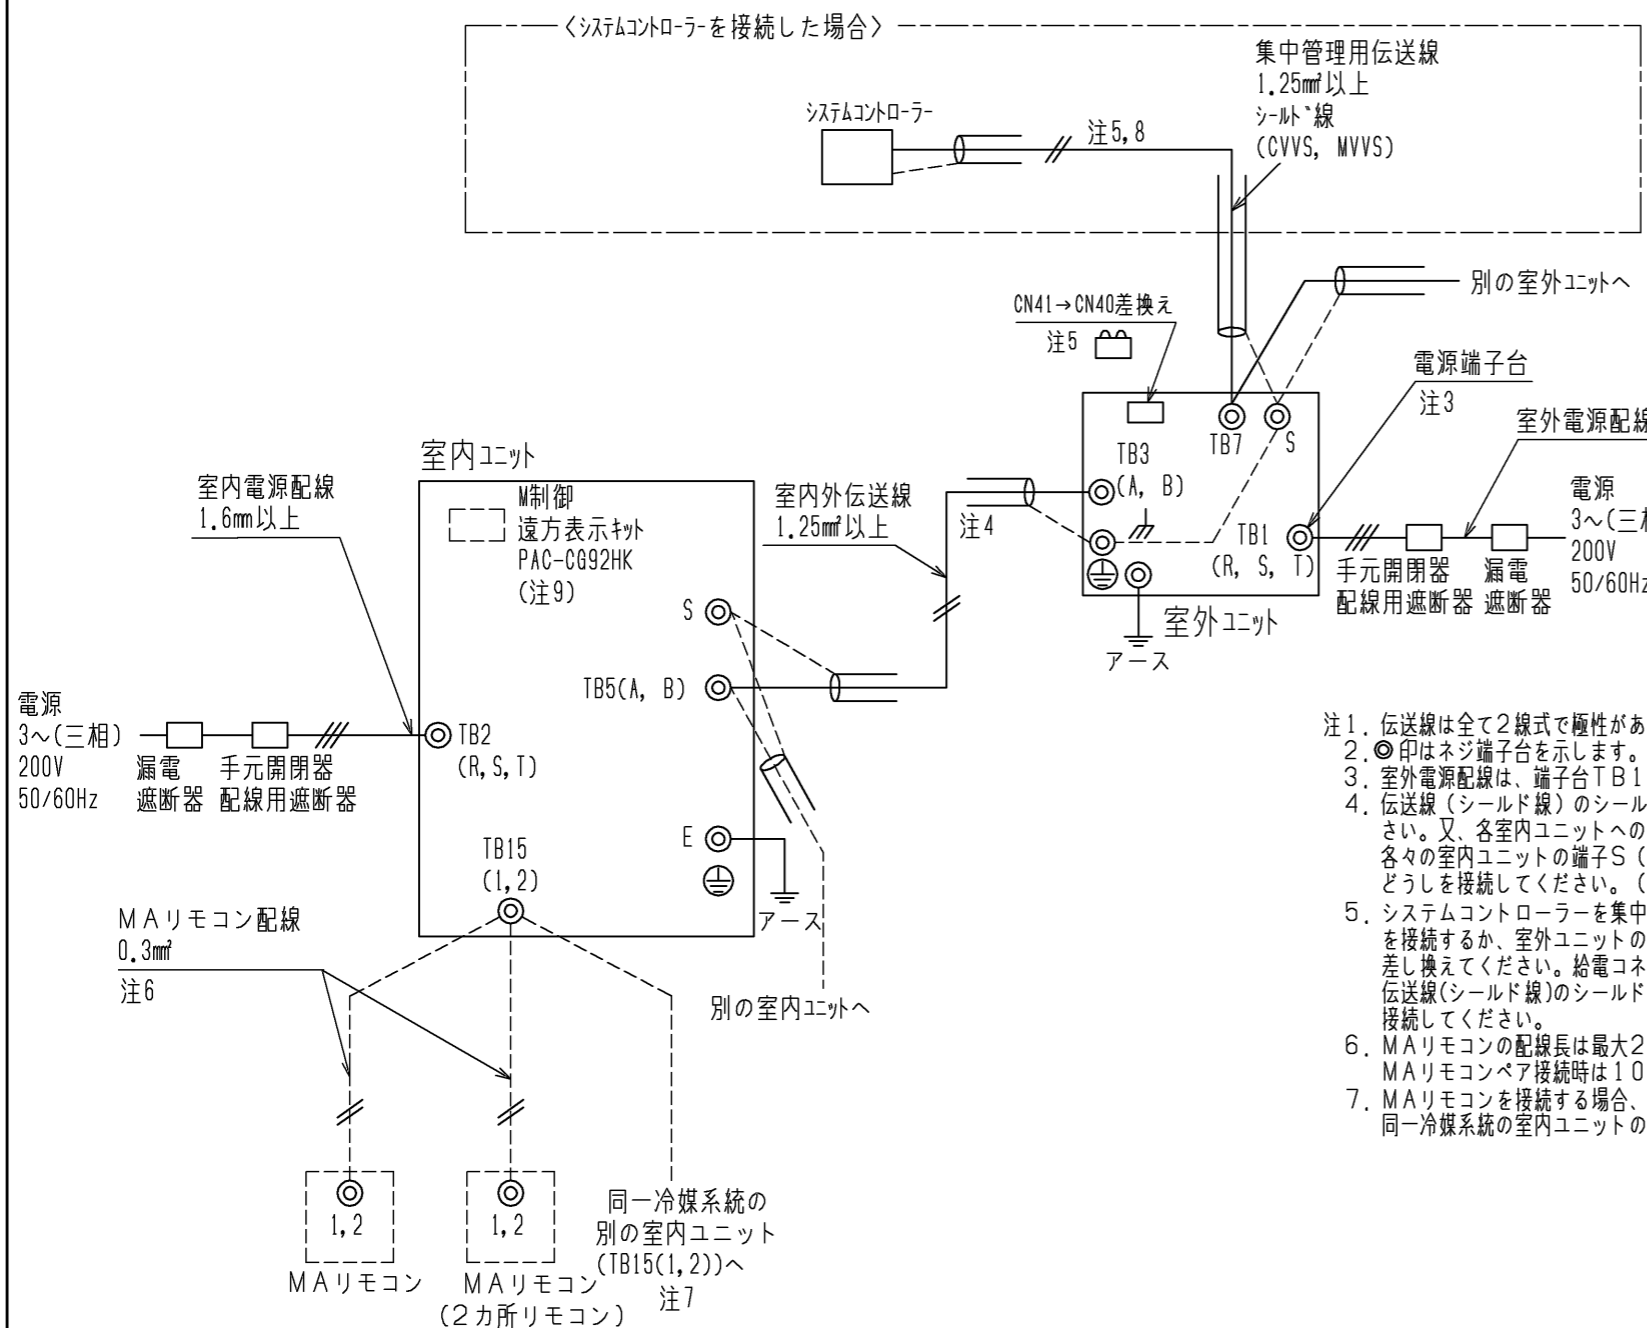 〈システムコントローラーを接続した場合〉
集中管理用伝送線
1.25㎟以上
シールド線
(CVVS, MVVS)
システムコントローラー
注5,8
別の室外ユニットへ
CN41→CN40差換え
注5
電源端子台
注3
室外電源配線
TB7
S
TB3
(A, B)
TB1
(R, S, T)
電源
3～(三相
200V
50/60Hz
手元開閉器
配線用遮断器
漏電
遮断器
室外ユニット
アース
室内ユニット
室内電源配線
1.6mm以上
M制御
遠方表示キット
PAC-CG92HK
(注9)
室内外伝送線
1.25㎟以上
注4
S
TB5(A, B)
電源
3～(三相)
200V
50/60Hz
漏電
遮断器
手元開閉器
配線用遮断器
TB2
(R,S,T)
TB15
(1,2)
E
アース
MAリモコン配線
0.3㎟
注6
別の室内ユニットへ
1,2
MAリモコン
1,2
MAリモコン
(2カ所リモコン)
同一冷媒系統の
別の室内ユニット
(TB15(1,2))へ
注7
注1. 伝送線は全て2線式で極性があ
2.◎印はネジ端子台を示します。
3. 室外電源配線は、端子台TB1
4. 伝送線（シールド線）のシール
さい。又、各室内ユニットへの
各々の室内ユニットの端子S（
どうしを接続してください。（
5. システムコントローラーを集中
を接続するか、室外ユニットの
差し換えてください。給電コネ
伝送線(シールド線)のシールド
接続してください。
6. MAリモコンの配線長は最大2
MAリモコンペア接続時は10
7. MAリモコンを接続する場合、
同一冷媒系統の室内ユニットの